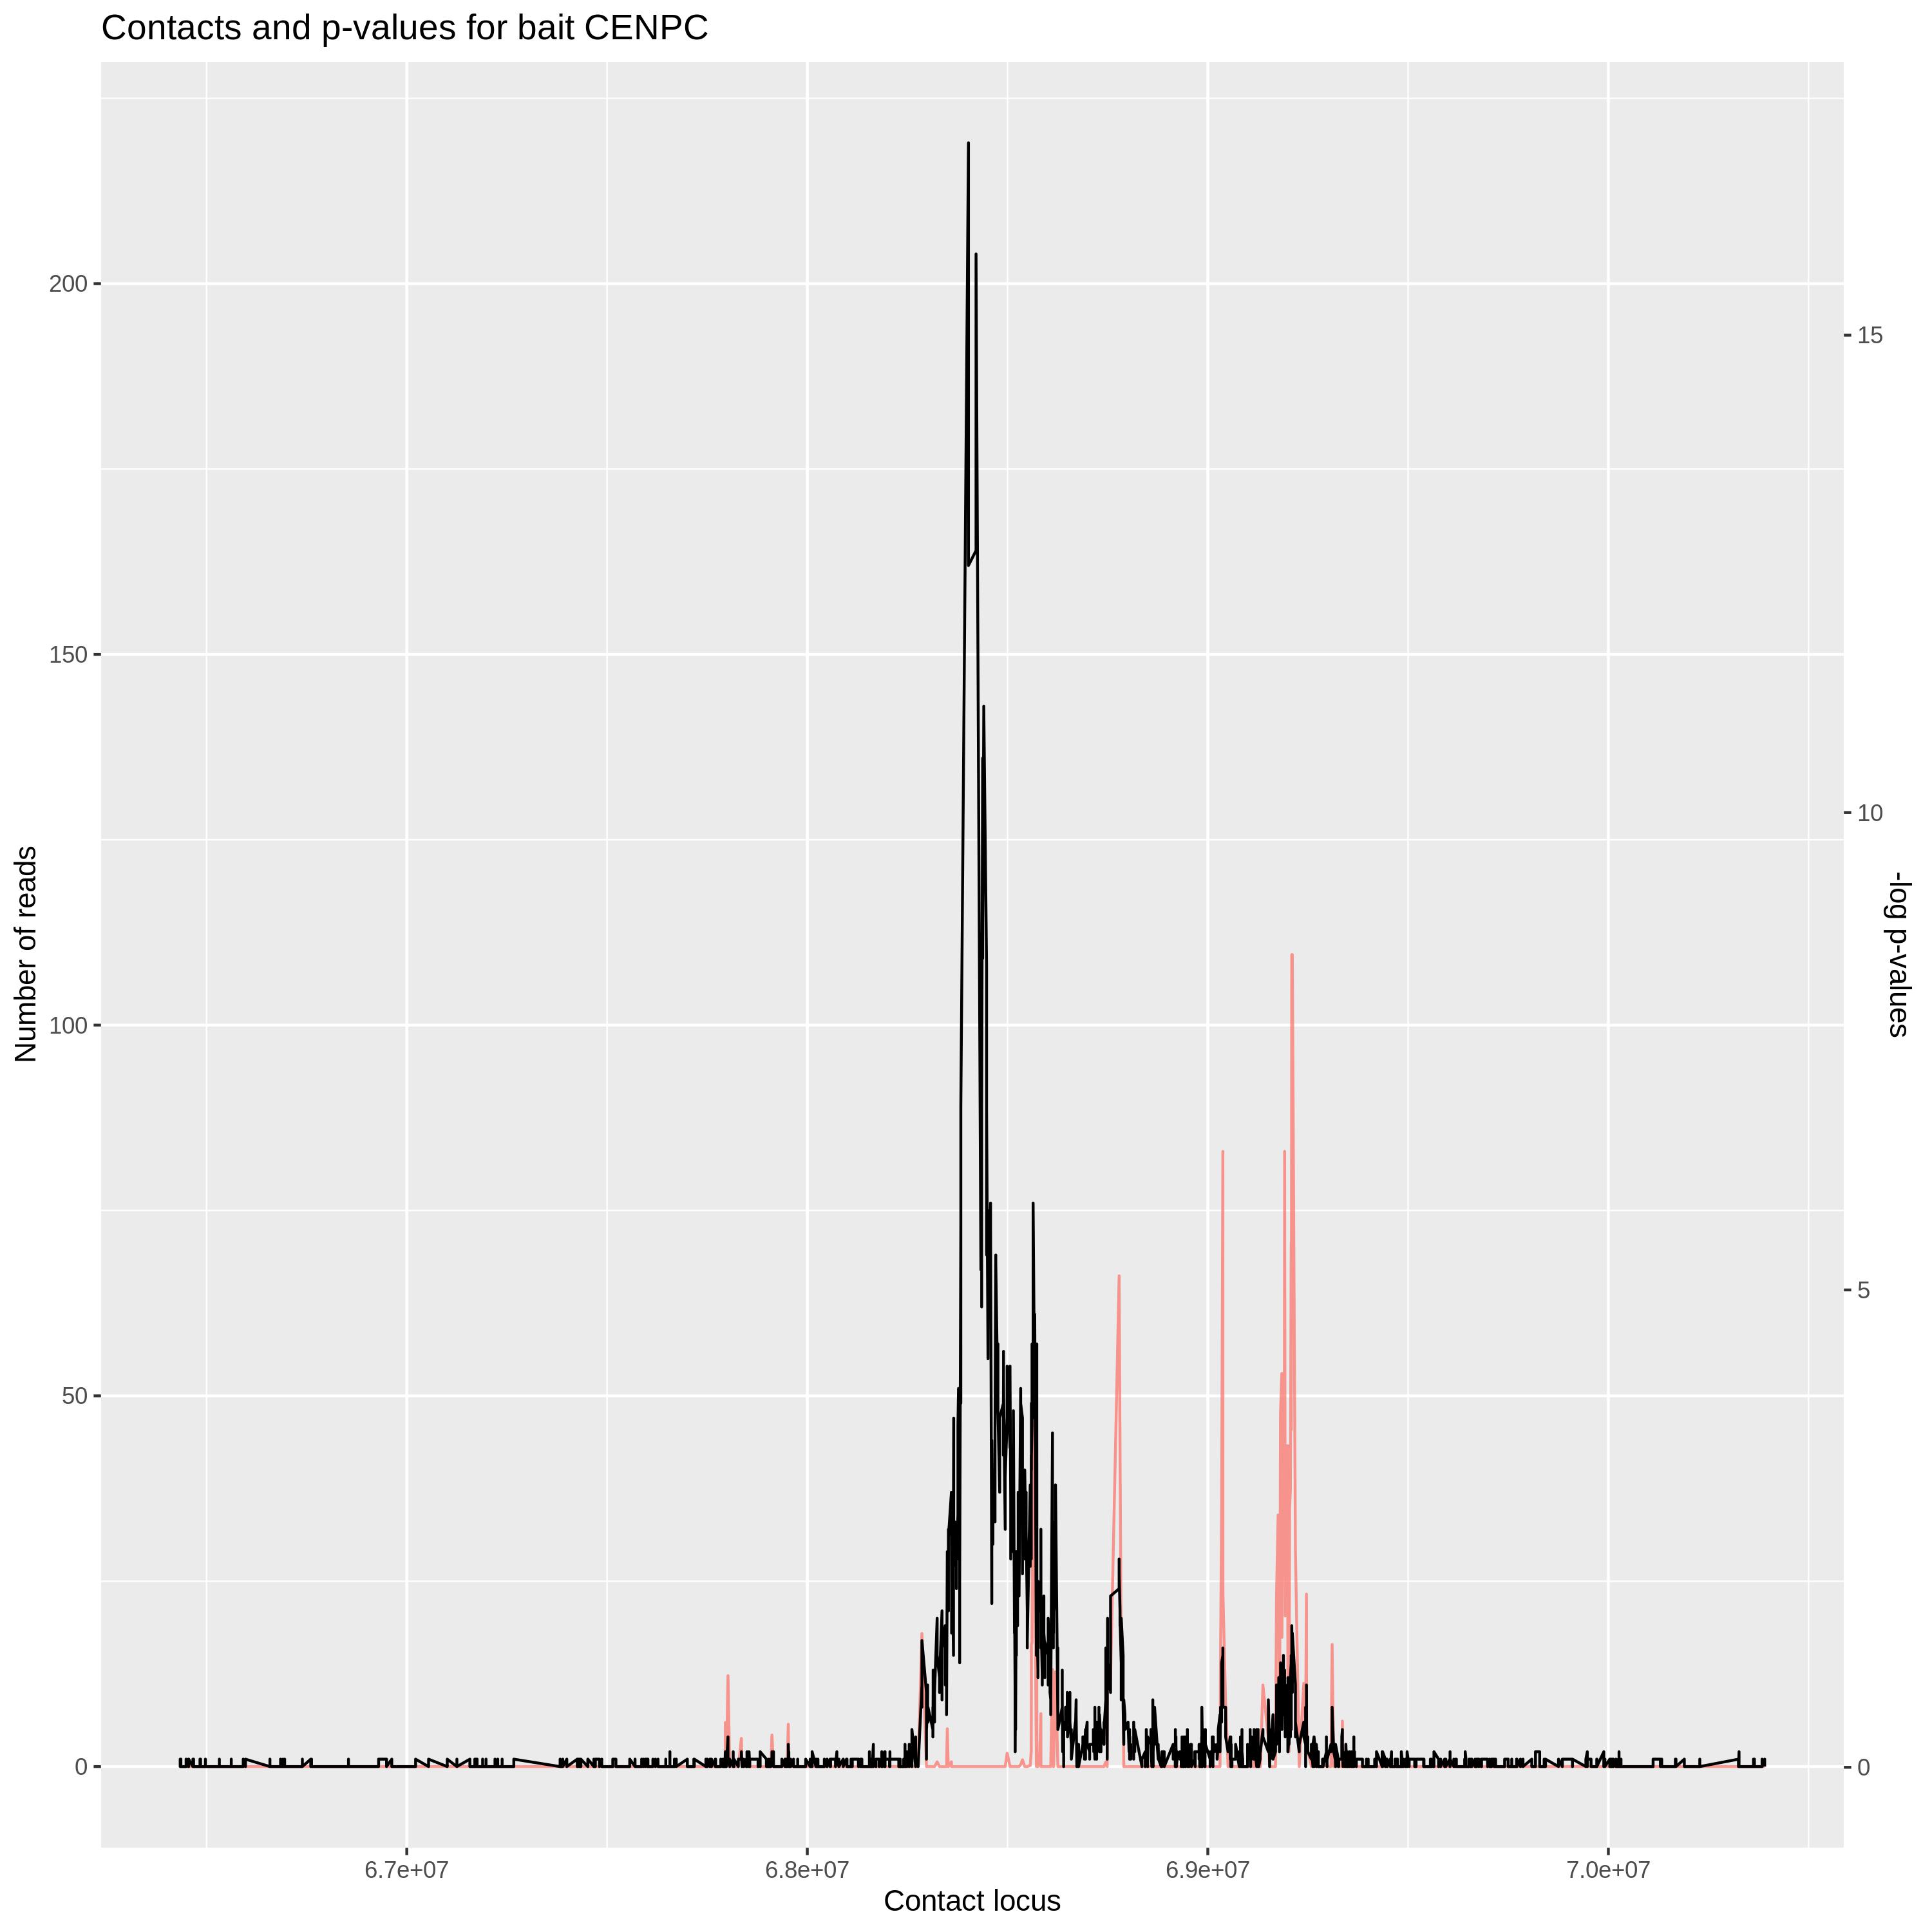 Contacts and p-values for bait CENPC
200
150
100
50
0
Number of reads
15
10
5
0
-log p-values
6.7e+07
6.8e+07
6.9e+07
7.0e+07
Contact locus